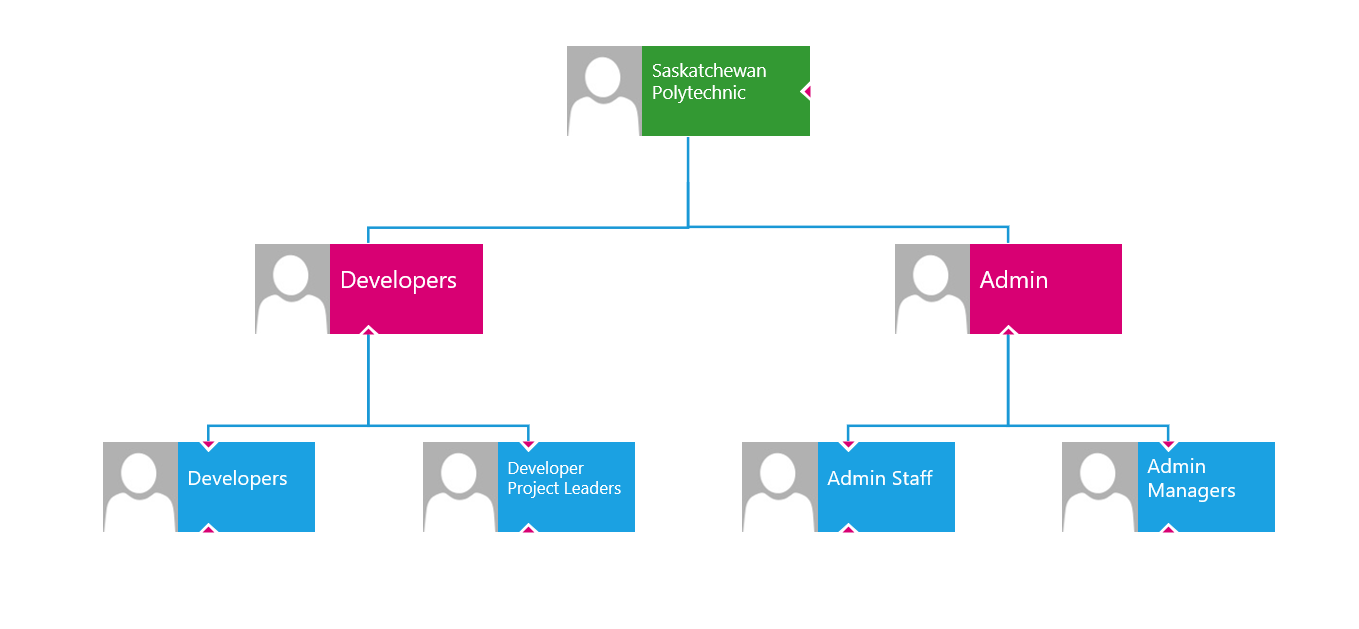 Saskatchewan
Polytechnic
Developers
Admin
Developers
Developer
Project Leaders
Admin Staff
Admin
Managers